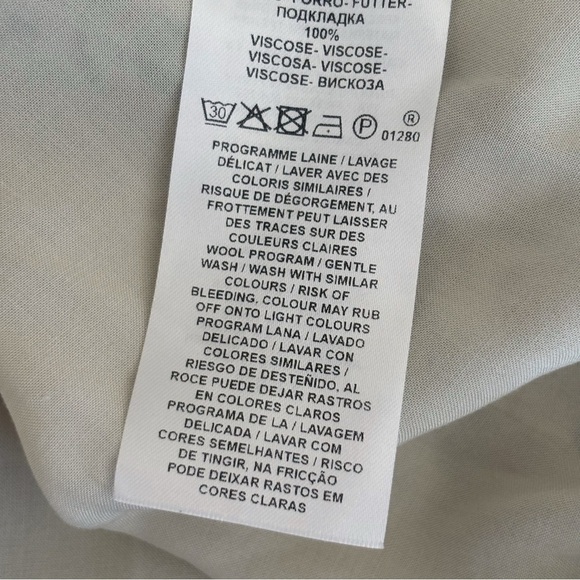 FORRO- FUTTER-
ПОДКЛАДКА
100%
VISCOSE- VISCOSE-
VISCOSA- VISCOSE-
VISCOSE- ВИСКОЗА
30 P ® 01280
PROGRAMME LAINE / LAVAGE
DÉLICAT / LAVER AVEC DES
COLORIS SIMILAIRES /
RISQUE DE DÉGORGEMENT, AU
FROTTEMENT PEUT LAISSER
DES TRACES SUR DES
COULEURS CLAIRES
WOOL PROGRAM / GENTLE
WASH / WASH WITH SIMILAR
COLOURS / RISK OF
BLEEDING, COLOUR MAY RUB
OFF ONTO LIGHT COLOURS
PROGRAM LANA / LAVADO
DELICADO / LAVAR CON
COLORES SIMILARES /
RIESGO DE DESTEÑIDO, AL
ROCE PUEDE DEJAR RASTROS
EN COLORES CLAROS
PROGRAMA DE LA / LAVAGEM
DELICADA / LAVAR COM
CORES SEMELHANTES / RISCO
DE TINGIR, NA FRICÇÃO
PODE DEIXAR RASTOS EM
CORES CLARAS